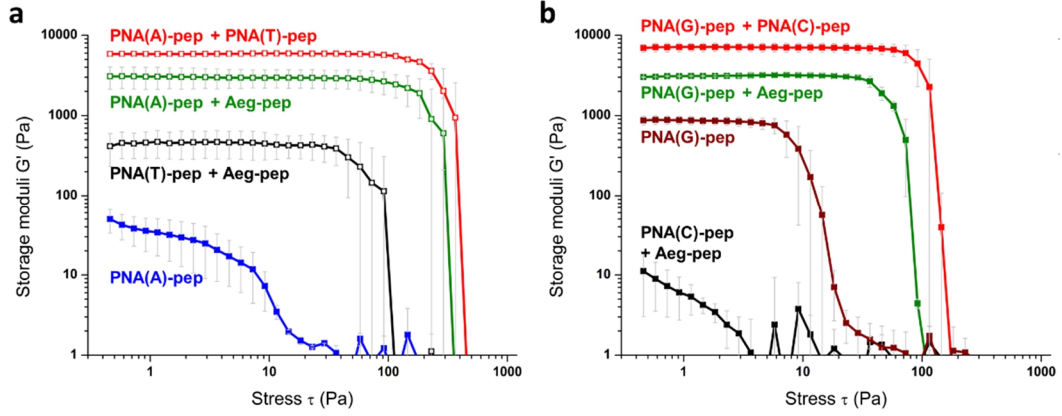 a
10000
1000
100
10
1
Storage moduli G' (Pa)
PNA(A)-pep + PNA(T)-pep
PNA(A)-pep + Aeg-pep
PNA(T)-pep + Aeg-pep
PNA(A)-pep
1
10
100
1000
Stress τ (Pa)
b
10000
1000
100
10
1
Storage moduli G' (Pa)
PNA(G)-pep + PNA(C)-pep
PNA(G)-pep + Aeg-pep
PNA(G)-pep
PNA(C)-pep
+ Aeg-pep
1
10
100
1000
Stress τ (Pa)